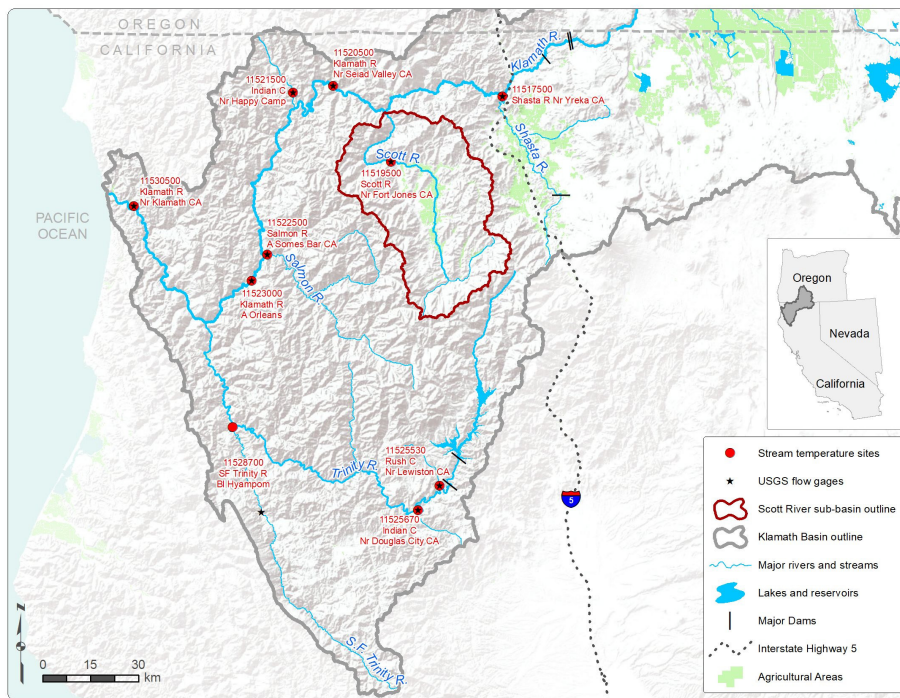 OREGON
CALIFORNIA
PACIFIC
OCEAN
11520500
Klamath R
Nr Seiad Valley CA
11521500
Indian C
Nr Happy Camp
Klamath R.
11517500
Shasta R Nr Yreka CA
Shasta R.
Scott R.
11519500
Scott R
Nr Fort Jones CA
11530500
Klamath R
Nr Klamath CA
11522500
Salmon R
A Somes Bar CA
Salmon R.
11523000
Klamath R
A Orleans
11528700
SF Trinity R
Bl Hyampom
Trinity R.
11525530
Rush C
Nr Lewiston CA
11525670
Indian C
Nr Douglas City CA
S.F. Trinity R.
5
N
0 15 30
km
Oregon
Nevada
California
Stream temperature sites
USGS flow gages
Scott River sub-basin outline
Klamath Basin outline
Major rivers and streams
Lakes and reservoirs
Major Dams
Interstate Highway 5
Agricultural Areas